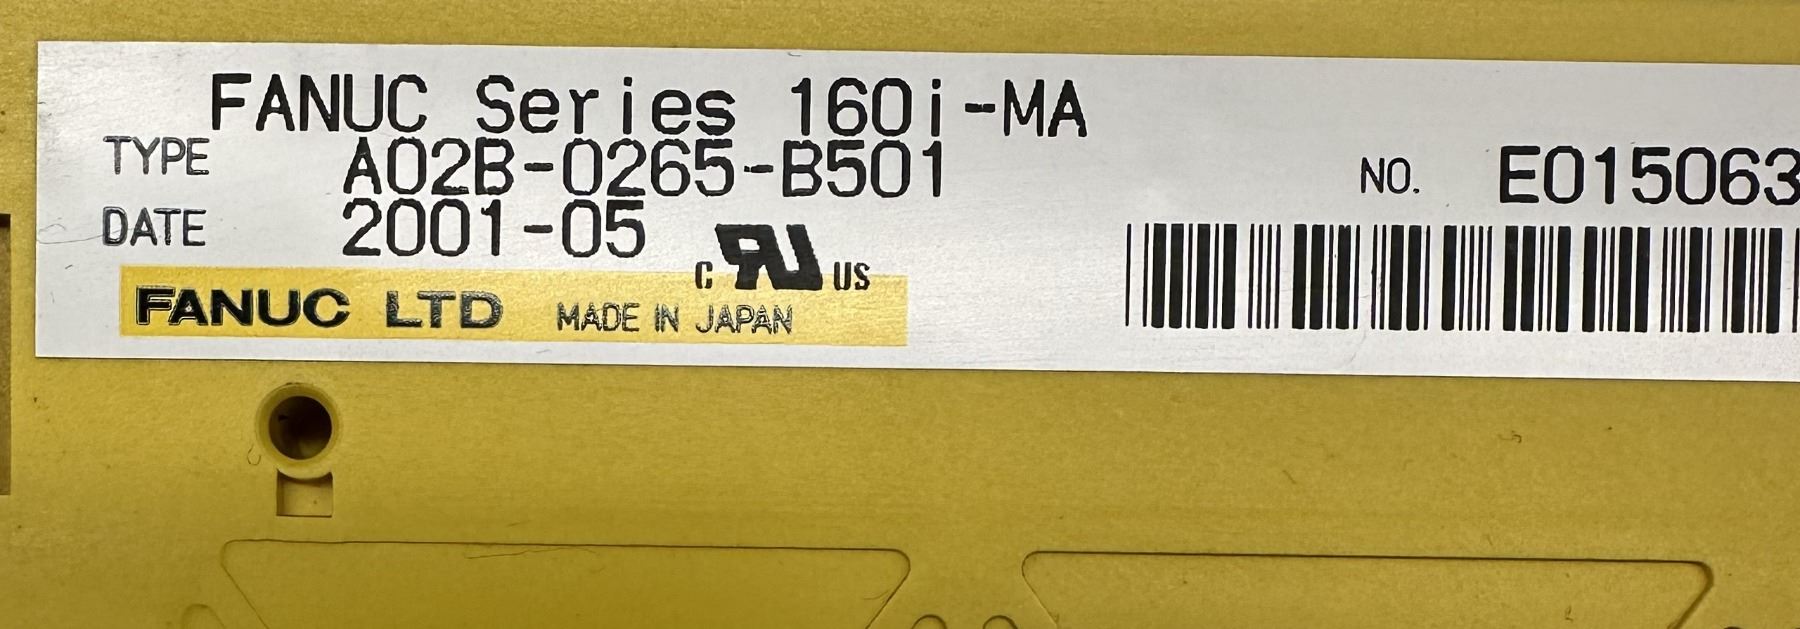 FANUC Series 160i-MA
TYPE A02B-0265-B501
NO. E015063
DATE 2001-05
C RU US
FANUC LTD MADE IN JAPAN